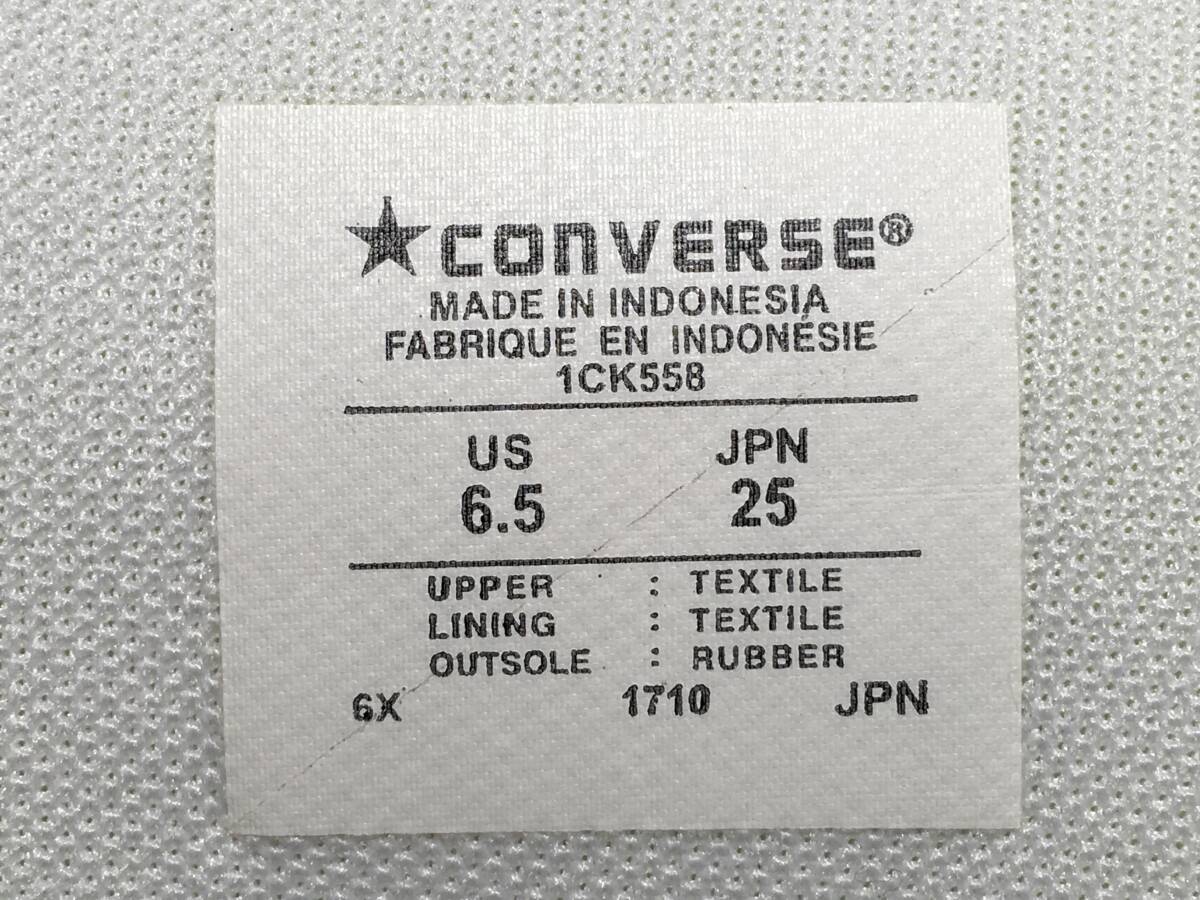 ★CONVERSE®
MADE IN INDONESIA
FABRIQUE EN INDONÉSIE
1CK558
US JPN
6.5 25
UPPER : TEXTILE
LINING : TEXTILE
OUTSOLE : RUBBER
6X 1710 JPN